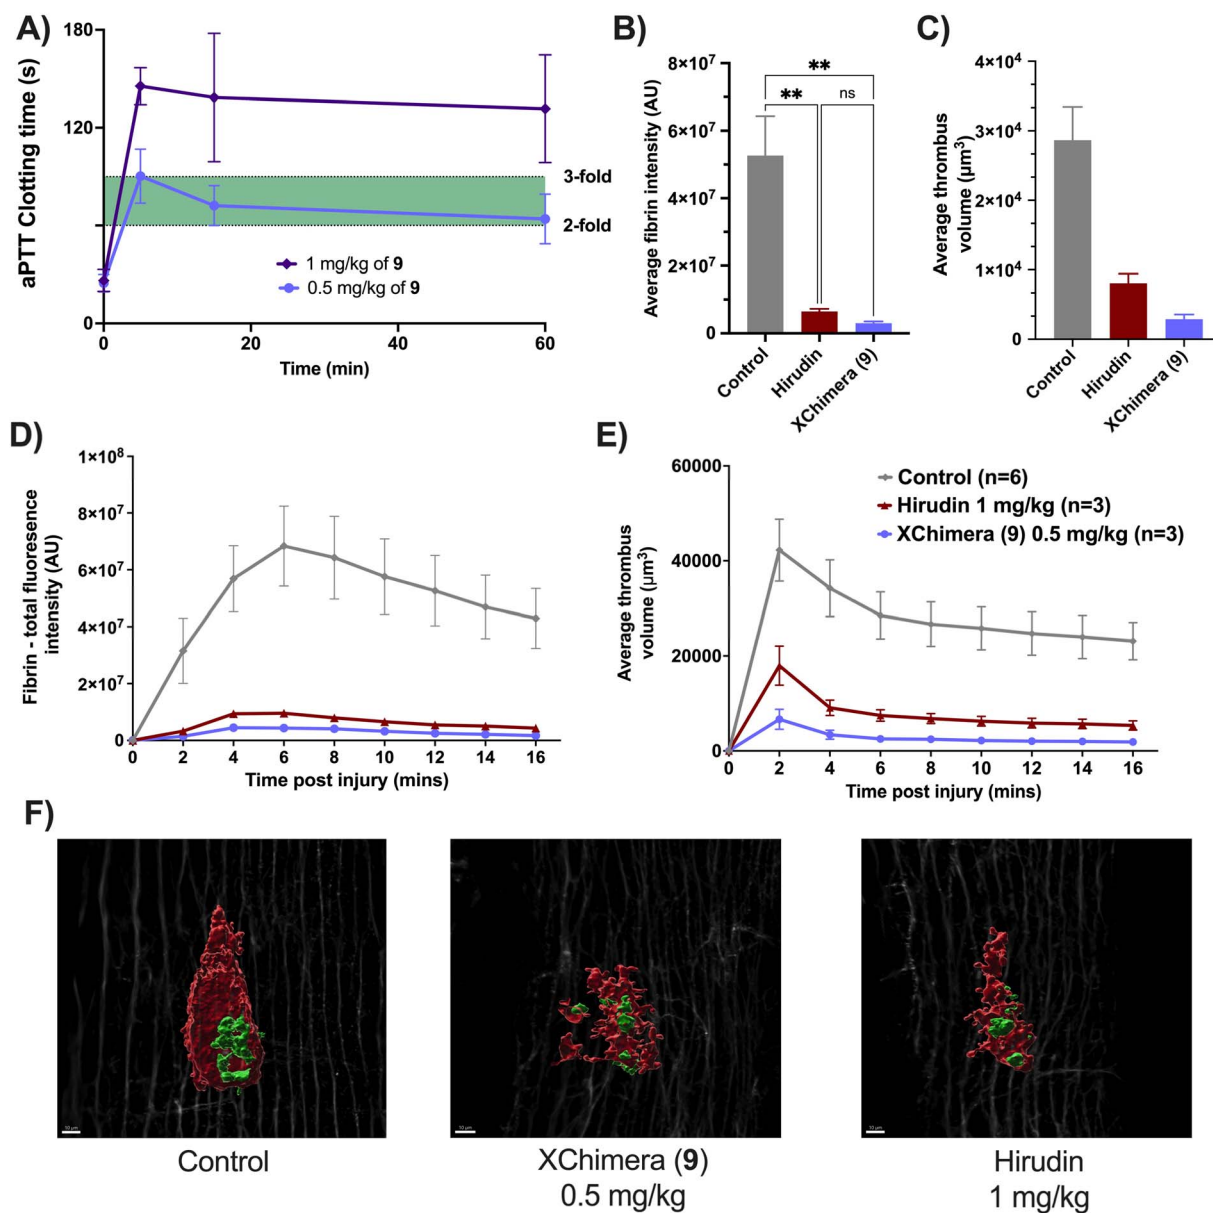 A)
aPTT Clotting time (s)
180
120
0
0
20
40
60
Time (min)
3-fold
2-fold
1 mg/kg of 9
0.5 mg/kg of 9
B)
Average fibrin intensity (AU)
8×10⁷
6×10⁷
4×10⁷
2×10⁷
0
**
**
ns
Control
Hirudin
XChimera (9)
C)
Average thrombus
volume (µm³)
4×10⁴
3×10⁴
2×10⁴
1×10⁴
0
Control
Hirudin
XChimera (9)
D)
Fibrin - total fluoresence
intensity (AU)
1×10⁸
8×10⁷
6×10⁷
4×10⁷
2×10⁷
0
0 2 4 6 8 10 12 14 16
Time post injury (mins)
E)
Average thrombus
volume (µm³)
60000
40000
20000
0
0 2 4 6 8 10 12 14 16
Time post injury (mins)
Control (n=6)
Hirudin 1 mg/kg (n=3)
XChimera (9) 0.5 mg/kg (n=3)
F)
10 µm
10 µm
10 µm
Control
XChimera (9)
0.5 mg/kg
Hirudin
1 mg/kg